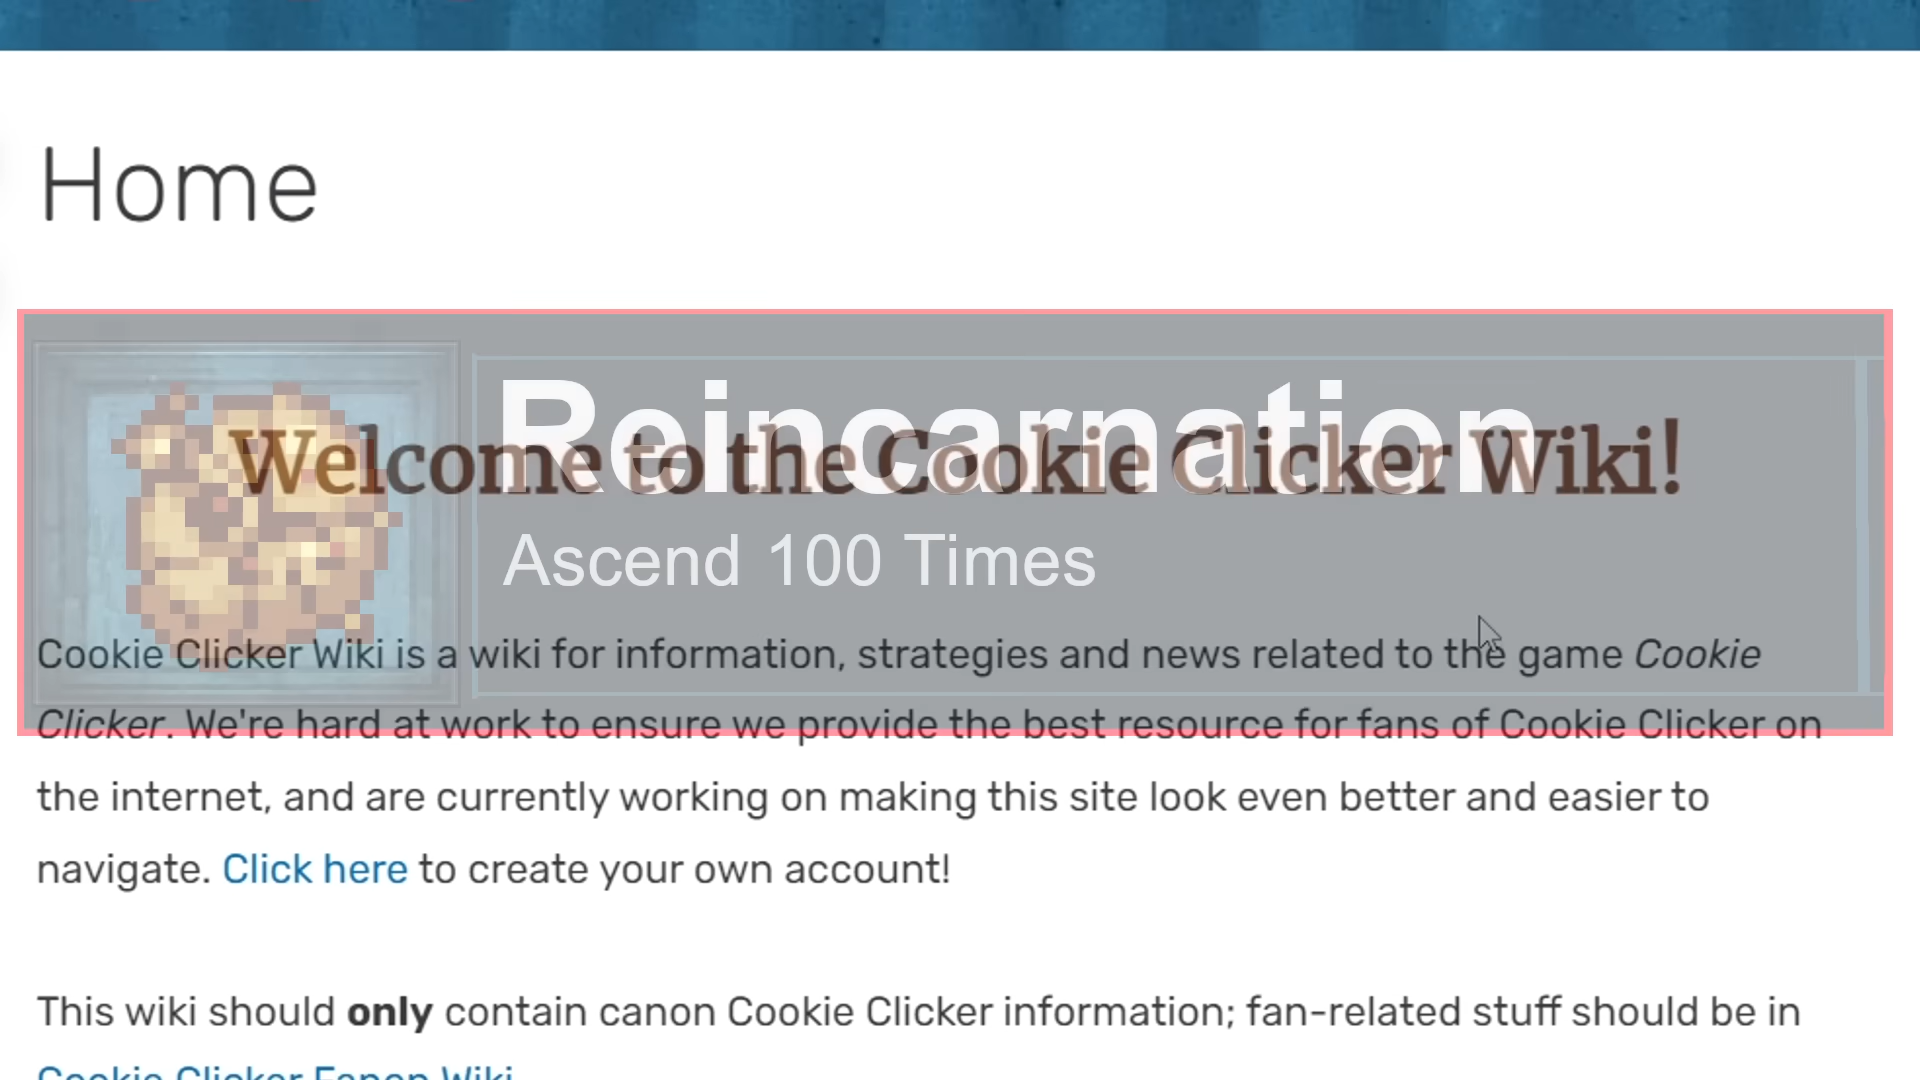 Home
Reincarnation
Welcome to the Cookie Clicker Wiki!
Ascend 100 Times
Cookie Clicker Wiki is a wiki for information, strategies and news related to the game Cookie
Clicker. We're hard at work to ensure we provide the best resource for fans of Cookie Clicker on
the internet, and are currently working on making this site look even better and easier to
navigate. Click here to create your own account!
This wiki should only contain canon Cookie Clicker information; fan-related stuff should be in
Cookie Clicker Fanon Wiki